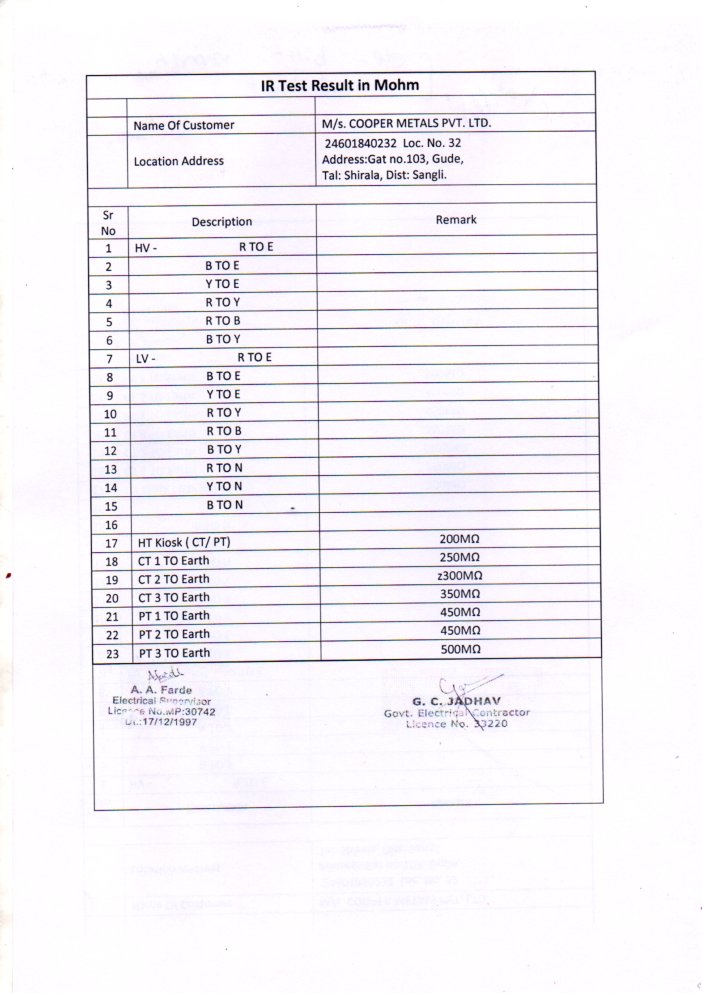 IR Test Result in Mohm
Name Of Customer M/s. COOPER METALS PVT. LTD.
Location Address 24601840232 Loc. No. 32
Address:Gat no.103, Gude,
Tal: Shirala, Dist: Sangli.
Sr No Description Remark
1 HV - R TO E
2 B TO E
3 Y TO E
4 R TO Y
5 R TO B
6 B TO Y
7 LV - R TO E
8 B TO E
9 Y TO E
10 R TO Y
11 R TO B
12 B TO Y
13 R TO N
14 Y TO N
15 B TO N
16
17 HT Kiosk ( CT/ PT) 200MΩ
18 CT 1 TO Earth 250MΩ
19 CT 2 TO Earth z300MΩ
20 CT 3 TO Earth 350MΩ
21 PT 1 TO Earth 450MΩ
22 PT 2 TO Earth 450MΩ
23 PT 3 TO Earth 500MΩ
A. A. Farde
Electrical Supervisor
Licence No.MP:30742
Dt.:17/12/1997
G. C. JADHAV
Govt. Electrical Contractor
Licence No. 33220